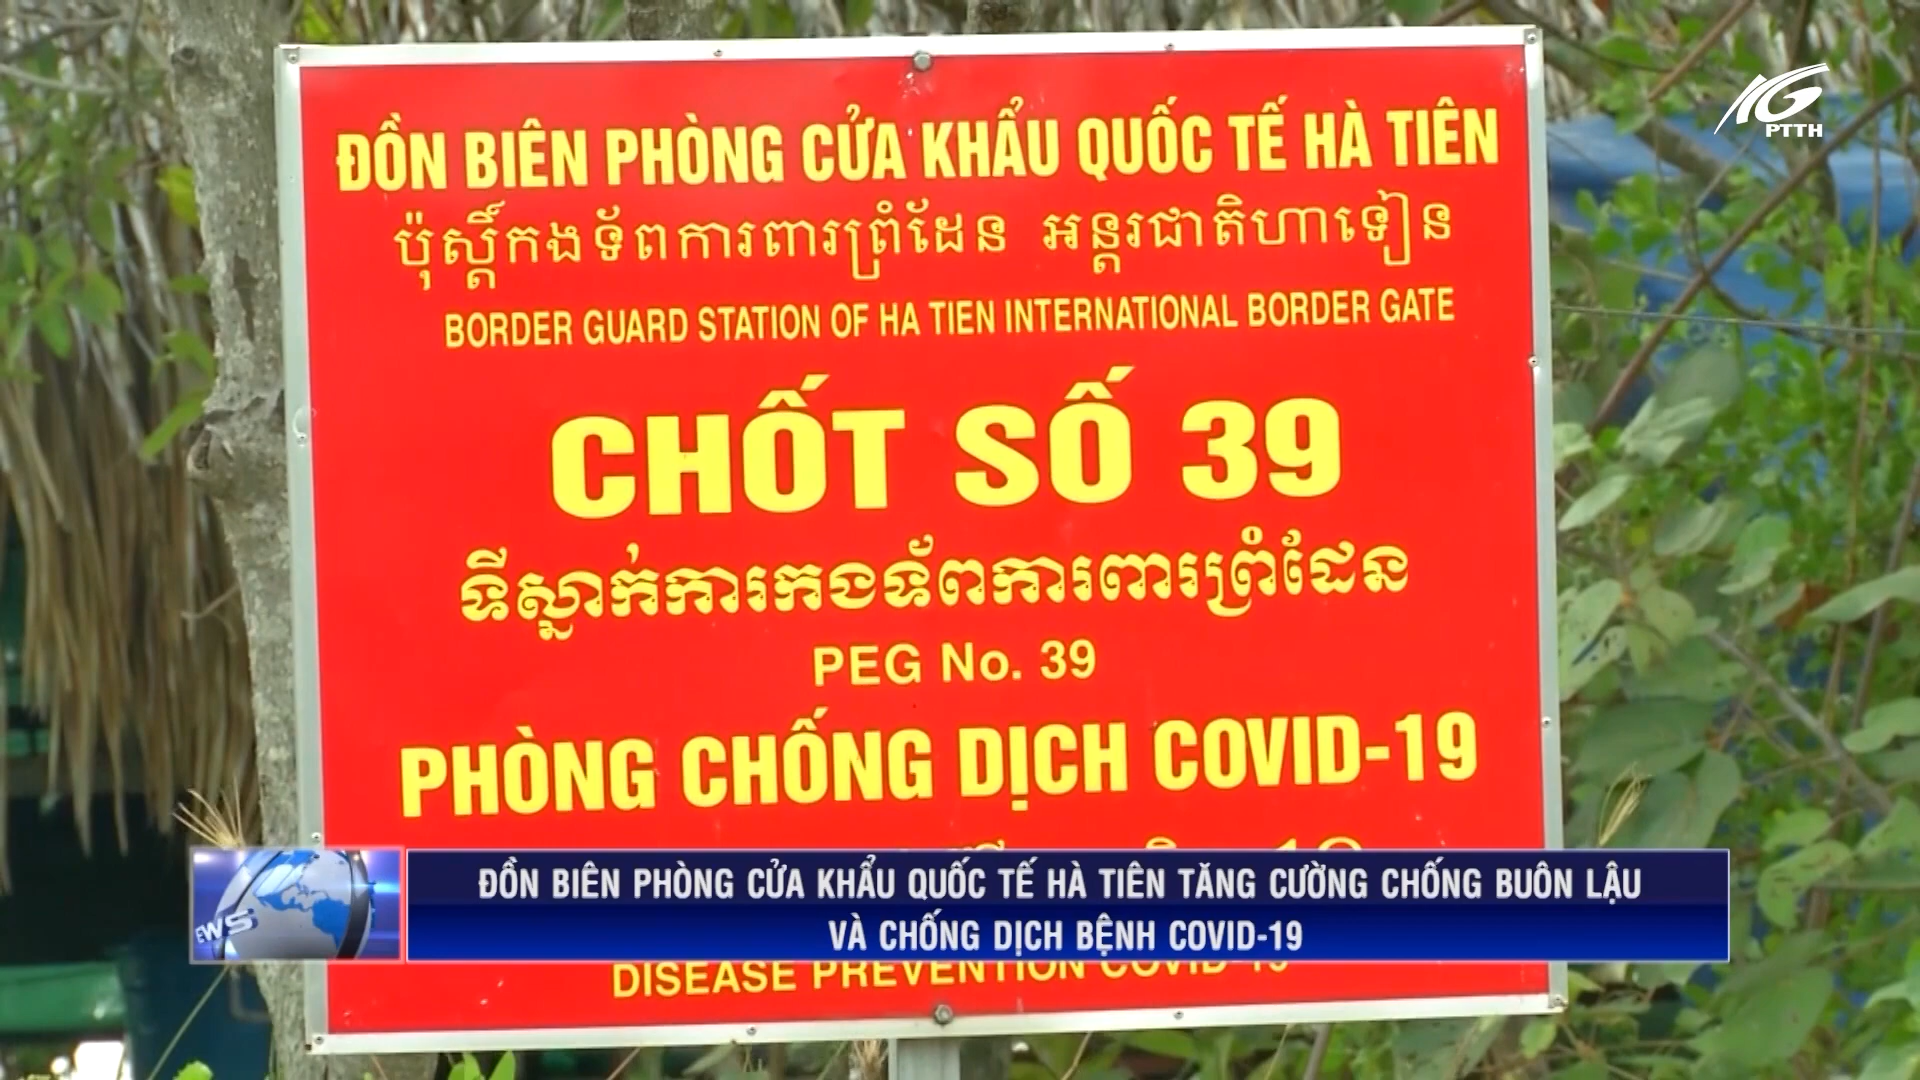 KG
PTTH
ĐỒN BIÊN PHÒNG CỬA KHẨU QUỐC TẾ HÀ TIÊN
ប៉ុស្តិ៍កងទ័ពការពារព្រំដែន អន្តរជាតិហាទៀន
BORDER GUARD STATION OF HA TIEN INTERNATIONAL BORDER GATE
CHỐT SỐ 39
ទីស្នាក់ការកងទ័ពការពារព្រំដែន
PEG No. 39
PHÒNG CHỐNG DỊCH COVID-19
ĐỒN BIÊN PHÒNG CỬA KHẨU QUỐC TẾ HÀ TIÊN TĂNG CƯỜNG CHỐNG BUÔN LẬU
VÀ CHỐNG DỊCH BỆNH COVID-19
EWS
DISEASE PREVENTION COVID-19